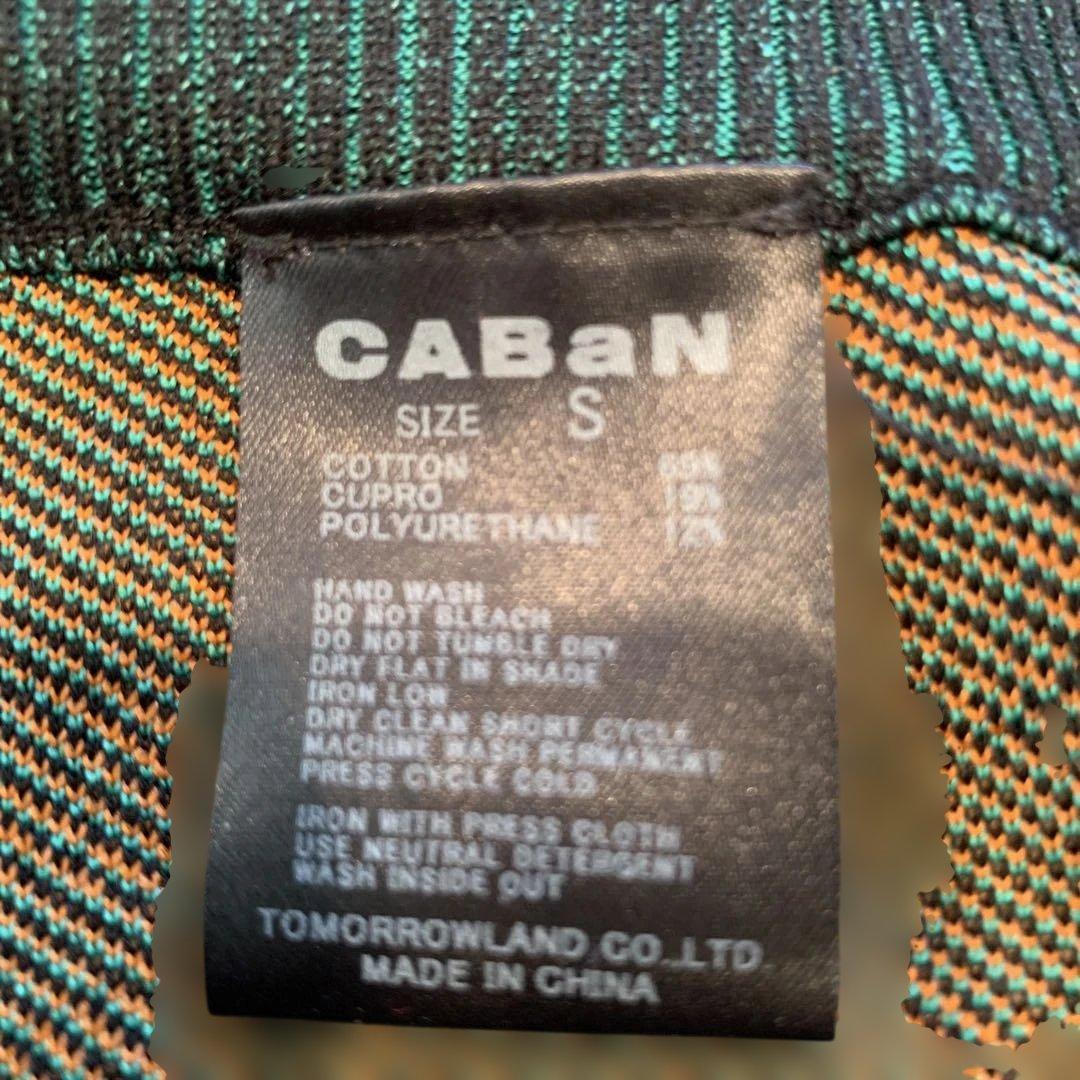 CABaN
SIZE S
COTTON
CUPRO
POLYURETHANE 12%
HAND WASH
DO NOT BLEACH
DO NOT TUMBLE DRY
DRY FLAT IN SHADE
IRON LOW
DRY CLEAN SHORT CYCLE
MACHINE WASH PERMANENT
PRESS CYCLE COLD
IRON WITH PRESS CLOTH
USE NEUTRAL DETERGENT
WASH INSIDE OUT
TOMORROWLAND CO.,LTD
MADE IN CHINA